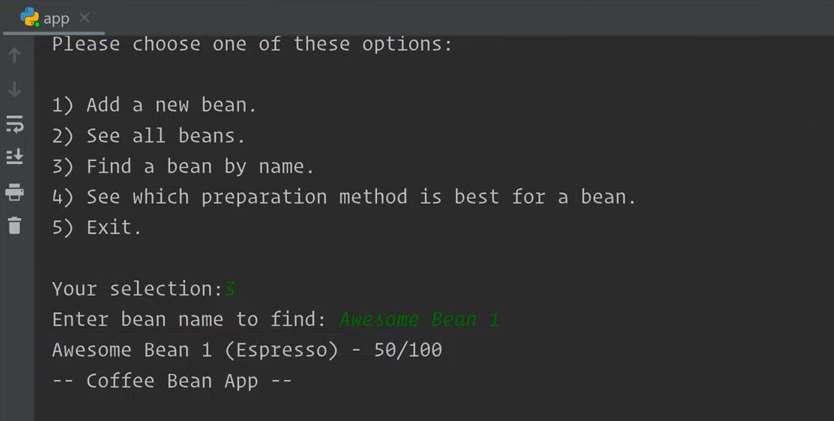 app
Please choose one of these options:
1) Add a new bean.
2) See all beans.
3) Find a bean by name.
4) See which preparation method is best for a bean.
5) Exit.
Your selection:3
Enter bean name to find: Awesome Bean 1
Awesome Bean 1 (Espresso) - 50/100
-- Coffee Bean App --